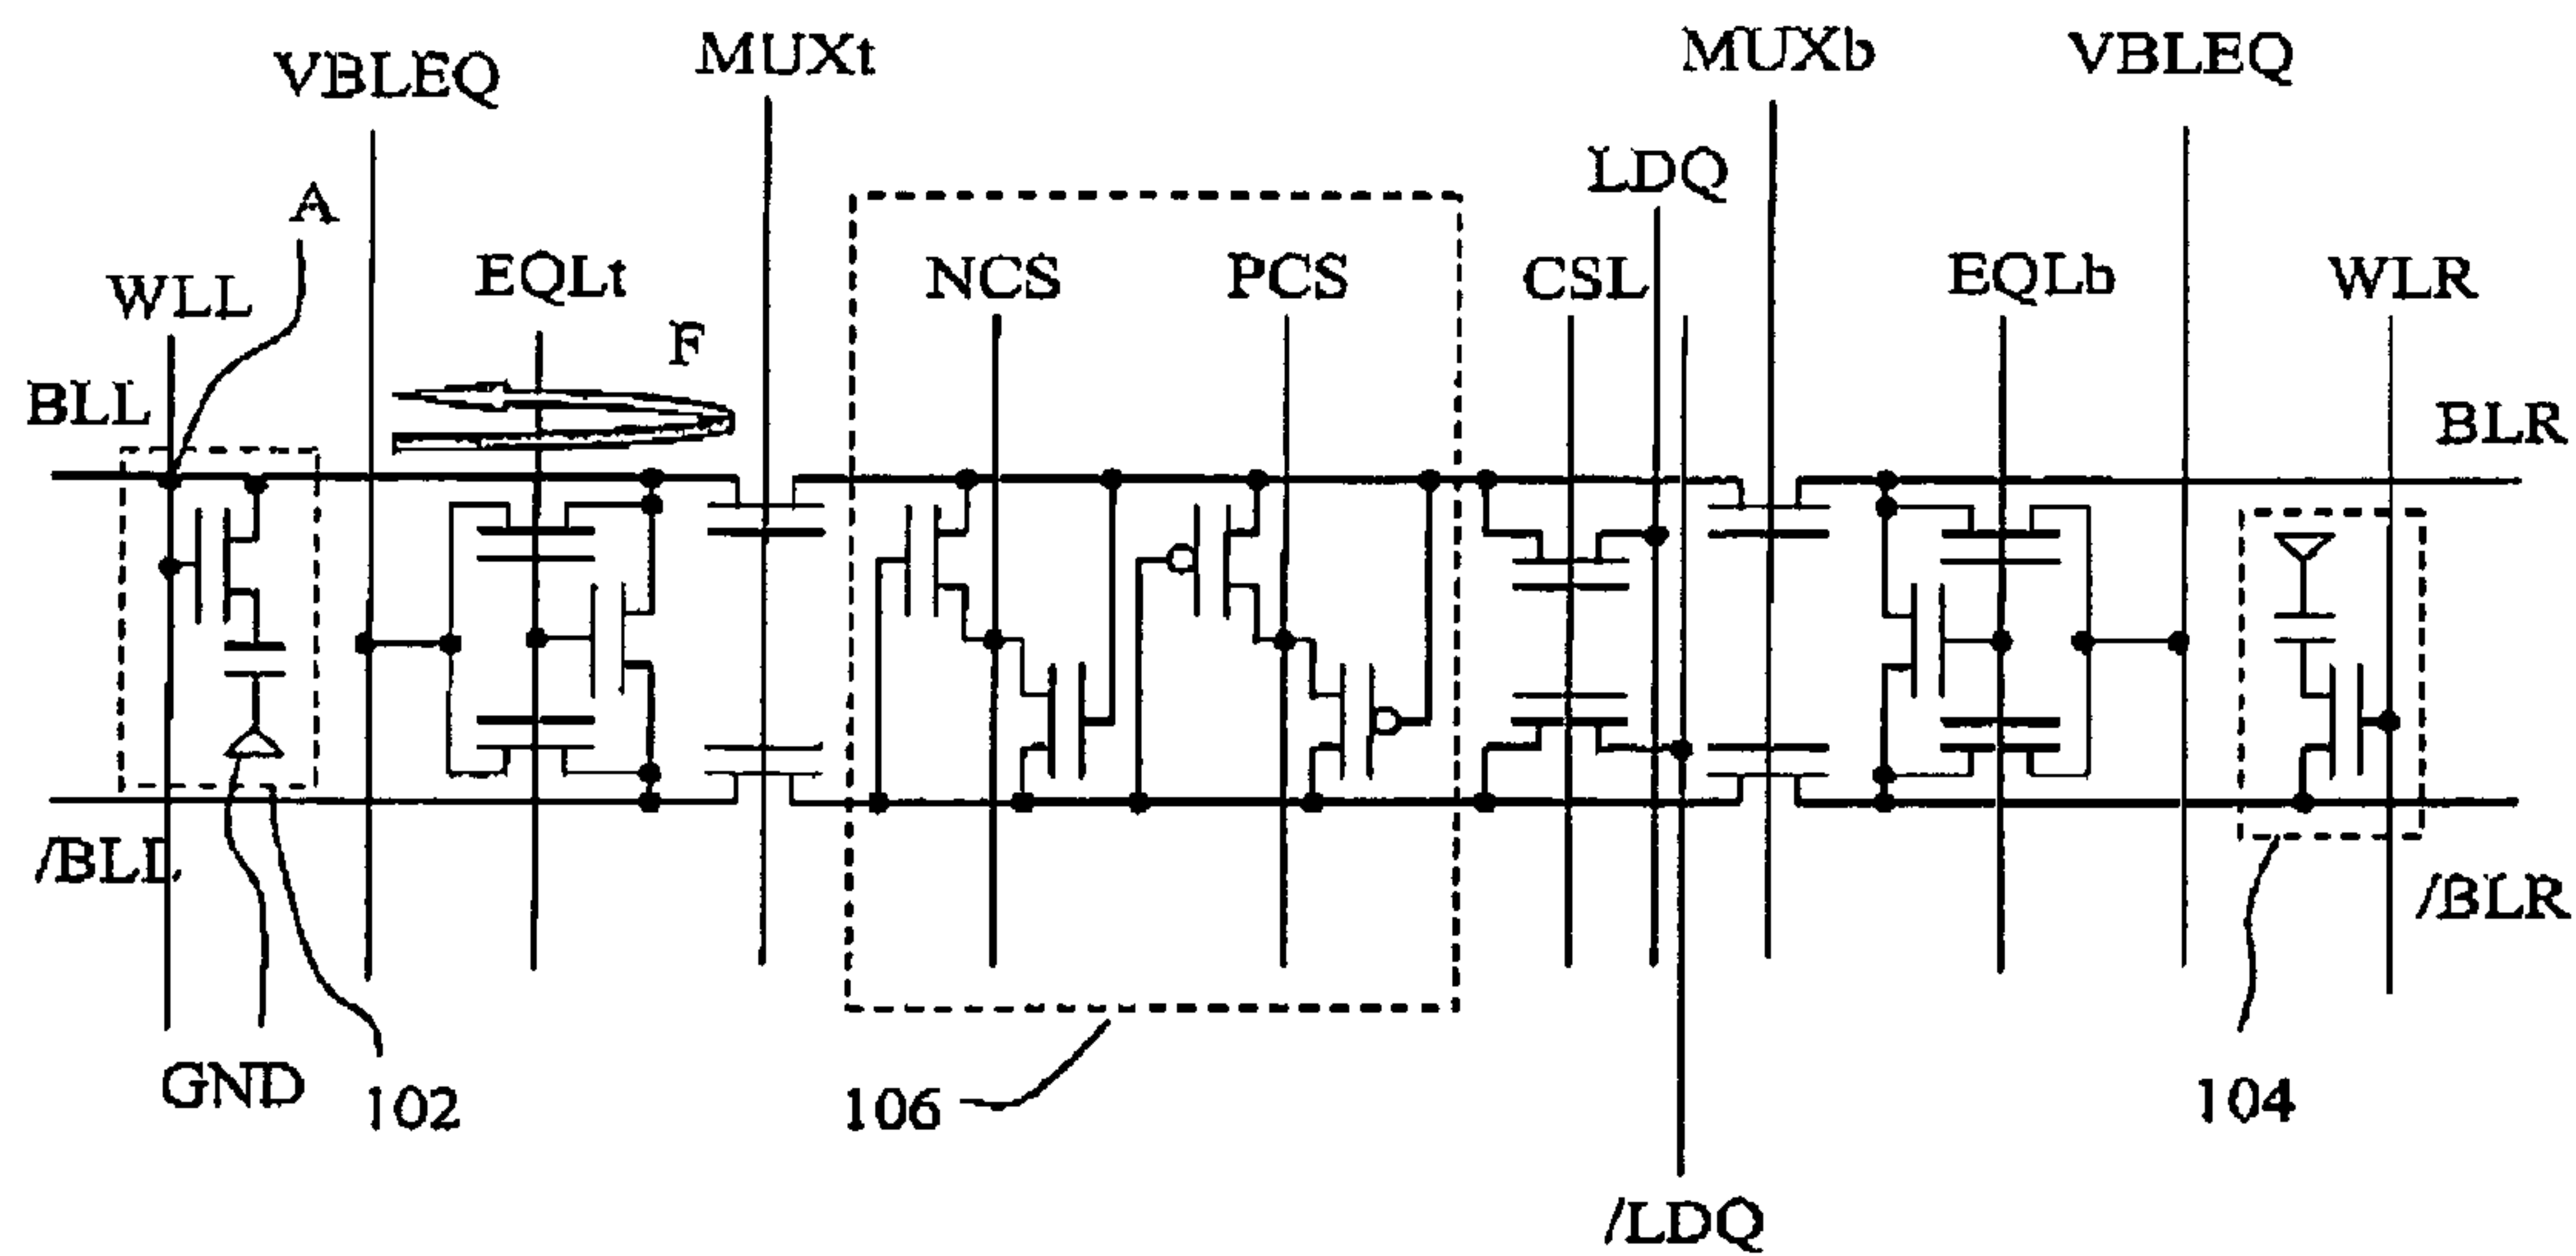 MUXt
MUXb
VBLEQ
VBLEQ
LDQ
A
WLL
EQLt
NCS
PCS
CSL
EQLb
WLR
F
BLL
BLR
/BLL
/BLR
GND
102
106
104
/LDQ